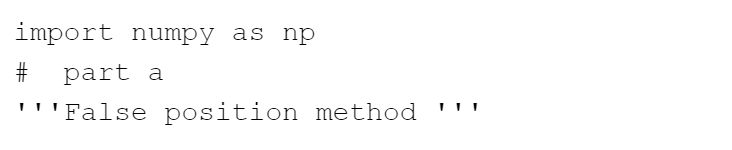 import numpy as np
#  part a
'''False position method '''